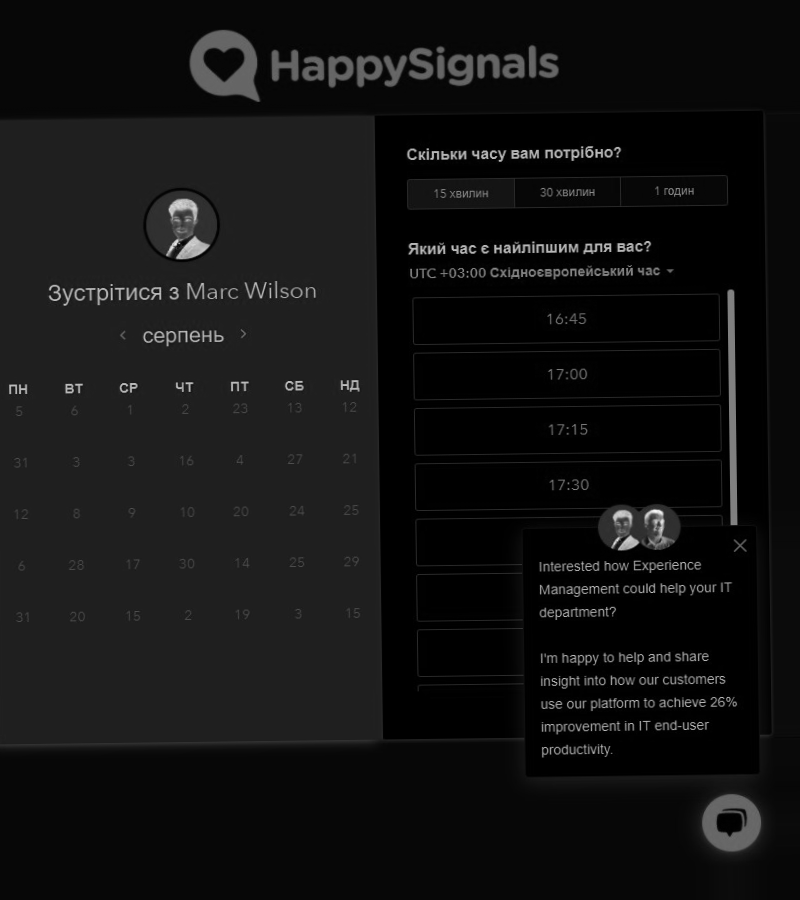 HappySignals
Зустрітися з Marc Wilson
серпень
ПН ВТ СР ЧТ ПТ СБ НД
5 6 1 2 23 13 12
31 3 3 16 4 27 21
12 8 9 10 20 24 25
6 28 17 30 14 25 29
31 20 15 2 19 3 15
Скільки часу вам потрібно?
15 хвилин 30 хвилин 1 годин
Який час є найліпшим для вас?
UTC +03:00 Східноєвропейський час
16:45
17:00
17:15
17:30
Interested how Experience
Management could help your IT
department?
I'm happy to help and share
insight into how our customers
use our platform to achieve 26%
improvement in IT end-user
productivity.